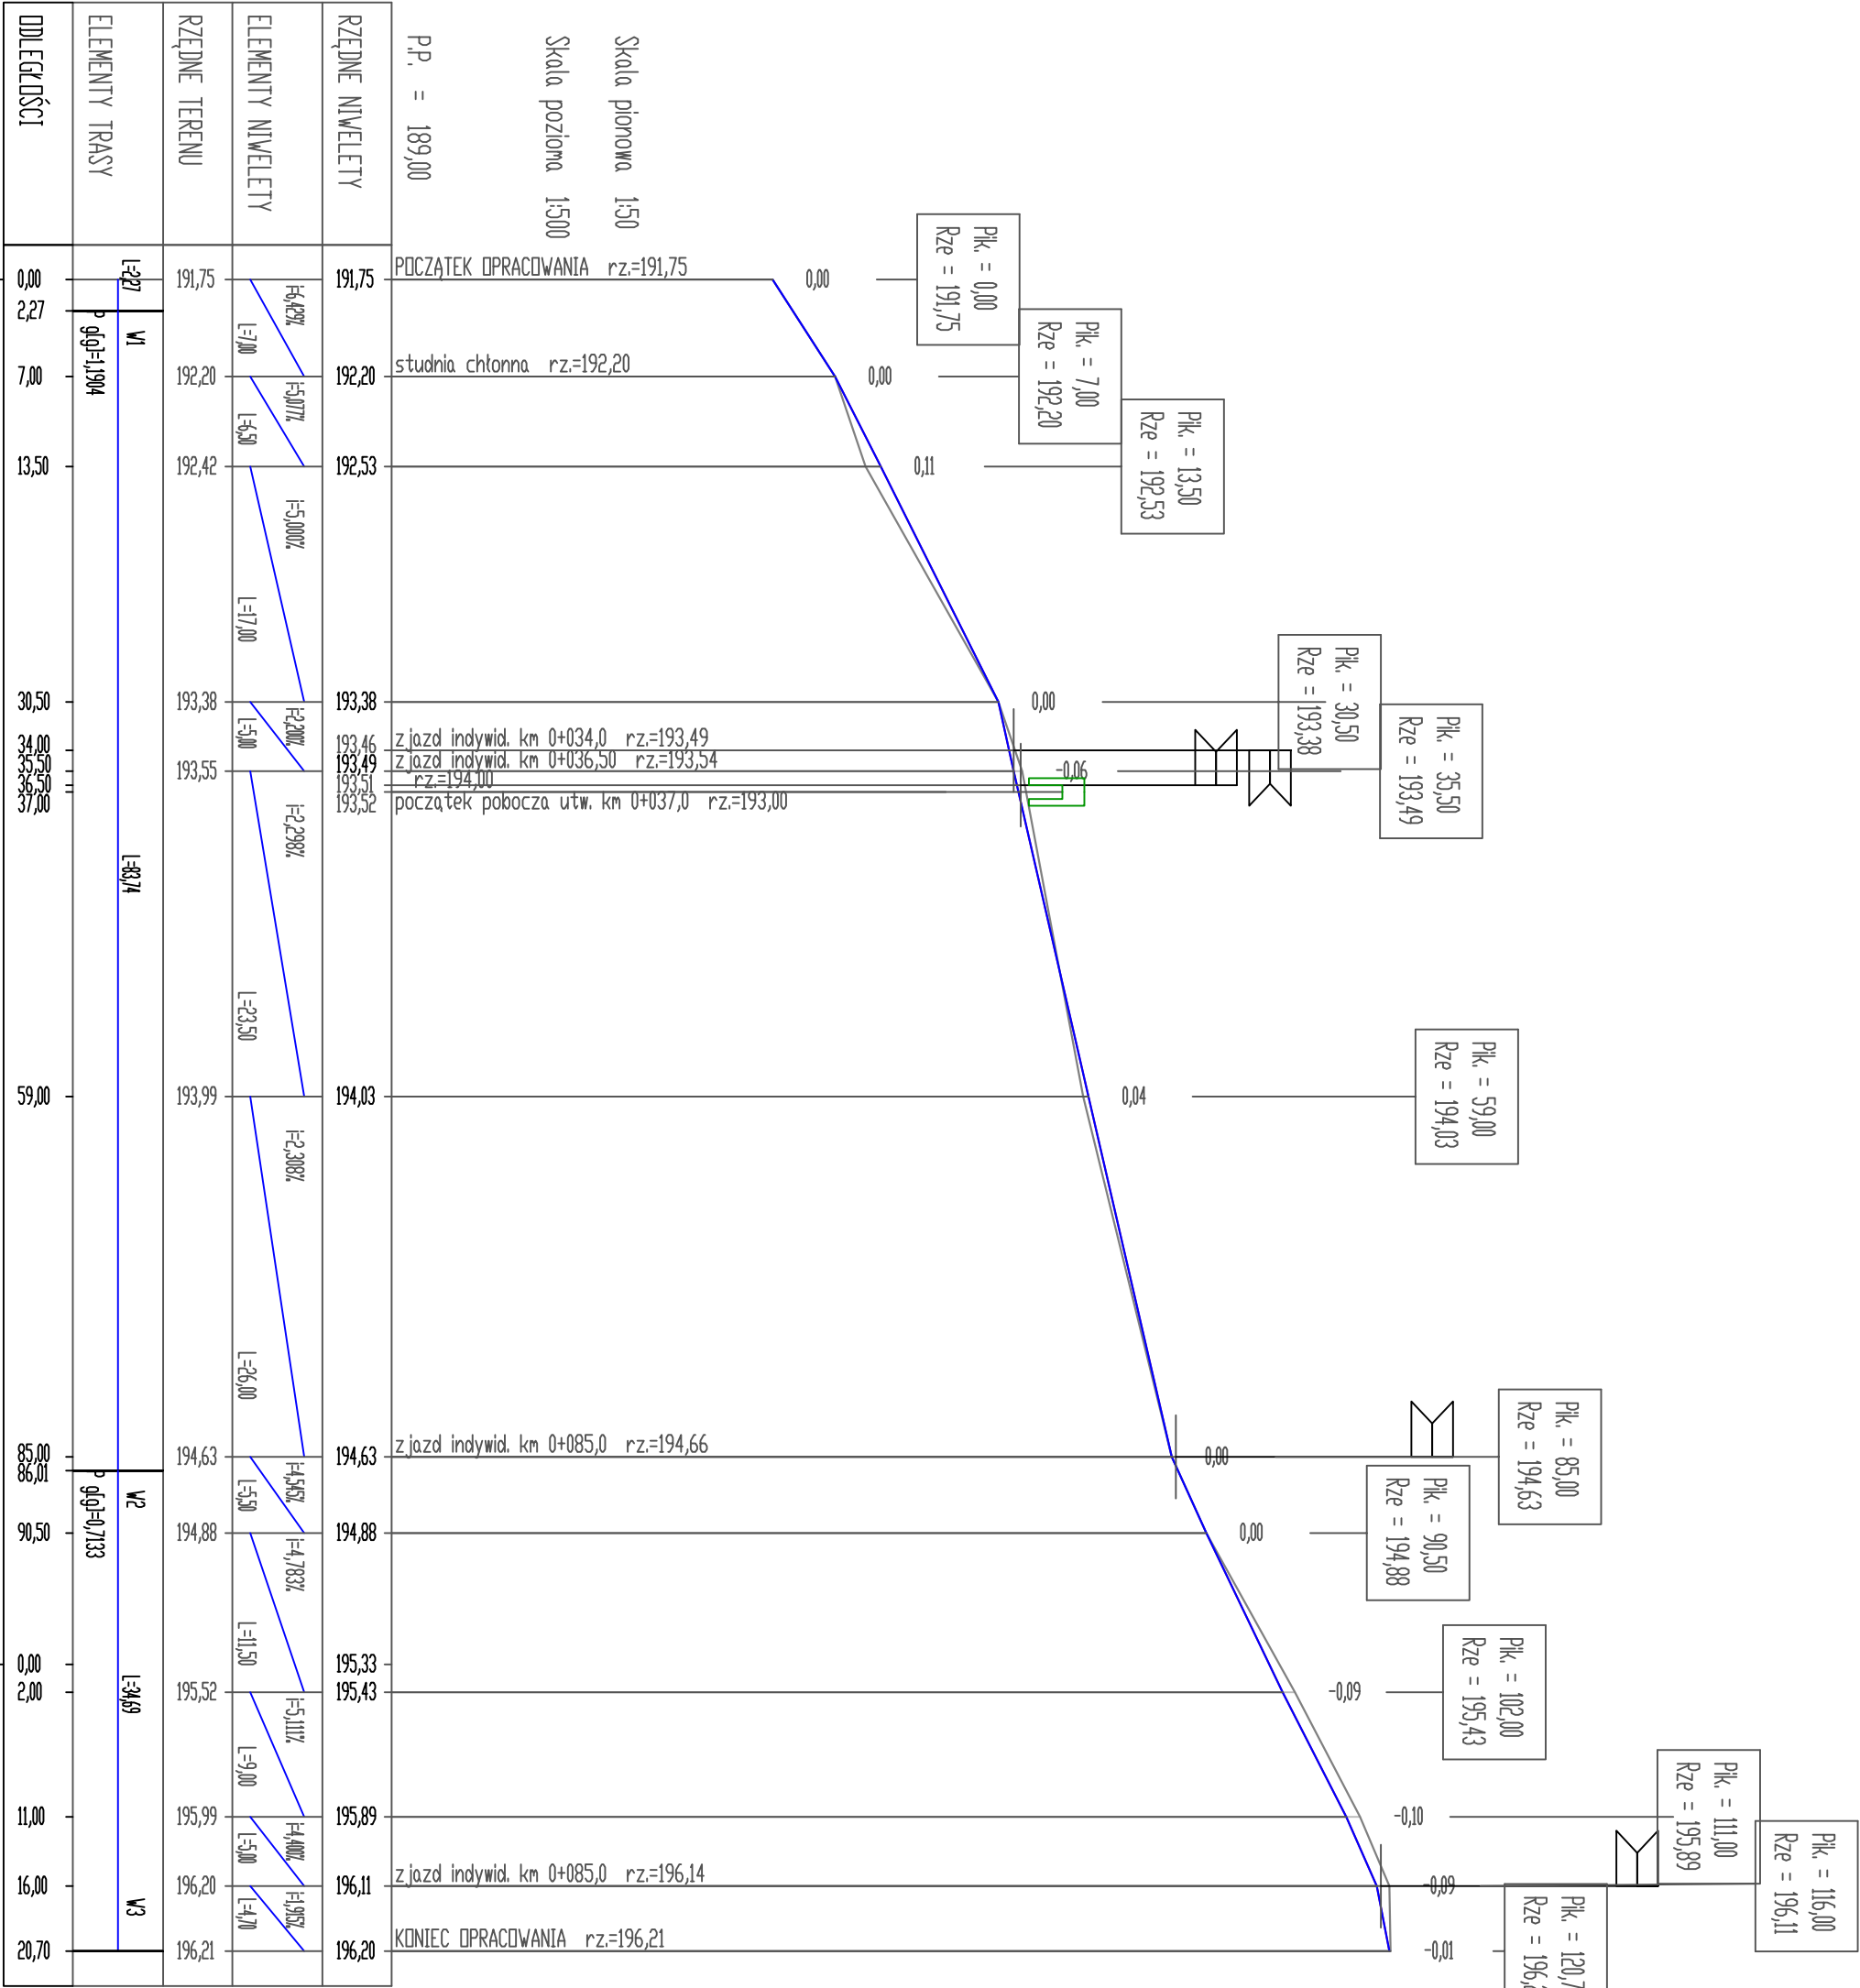 Pik. = 0,00
Rze = 191,75
Pik. = 7,00
Rze = 192,20
Pik. = 13,50
Rze = 192,53
Pik. = 30,50
Rze = 193,38
Pik. = 35,50
Rze = 193,49
Pik. = 59,00
Rze = 194,03
Pik. = 85,00
Rze = 194,63
Pik. = 90,50
Rze = 194,88
Pik. = 102,00
Rze = 195,43
Pik. = 111,00
Rze = 195,89
Pik. = 116,00
Rze = 196,11
0,00
0,00
0,11
0,00
-0,06
0,04
0,00
0,00
-0,09
-0,10
-0,09
-0,01
Skala pionowa 1:50
Skala pozioma 1:500
P.P. = 189,00
POCZĄTEK OPRACOWANIA rz.=191,75
studnia chłonna rz.=192,20
zjazd indywid. km 0+034,0 rz.=193,49
zjazd indywid. km 0+036,50 rz.=193,54
rz.=194,00
początek pobocza utw. km 0+037,0 rz.=193,00
zjazd indywid. km 0+085,0 rz.=194,66
zjazd indywid. km 0+085,0 rz.=196,14
KONIEC OPRACOWANIA rz.=196,21
RZĘDNE NIWELETY
191,75
192,20
192,53
193,38
193,46
193,49
193,51
193,52
194,03
194,63
194,88
195,33
195,43
195,89
196,11
196,20
ELEMENTY NIWELETY
i=6,429%
L=7,00
i=5,077%
L=6,50
i=5,000%
L=17,00
i=2,200%
L=5,00
i=2,298%
L=23,50
i=2,308%
L=26,00
i=4,545%
L=5,50
i=4,783%
L=11,50
i=5,111%
L=9,00
i=4,400%
L=5,00
i=1,915%
L=4,70
RZĘDNE TERENU
191,75
192,20
192,42
193,38
193,55
193,99
194,63
194,88
195,52
195,99
196,20
196,21
ELEMENTY TRASY
L=2,27
W1
g[g]=1,1904
L=83,74
W2
g[g]=0,7133
L=34,69
W3
ODLEGŁOŚCI
0,00
2,27
7,00
13,50
30,50
34,00
35,50
36,50
37,00
59,00
85,00
86,01
90,50
0,00
2,00
11,00
16,00
20,70